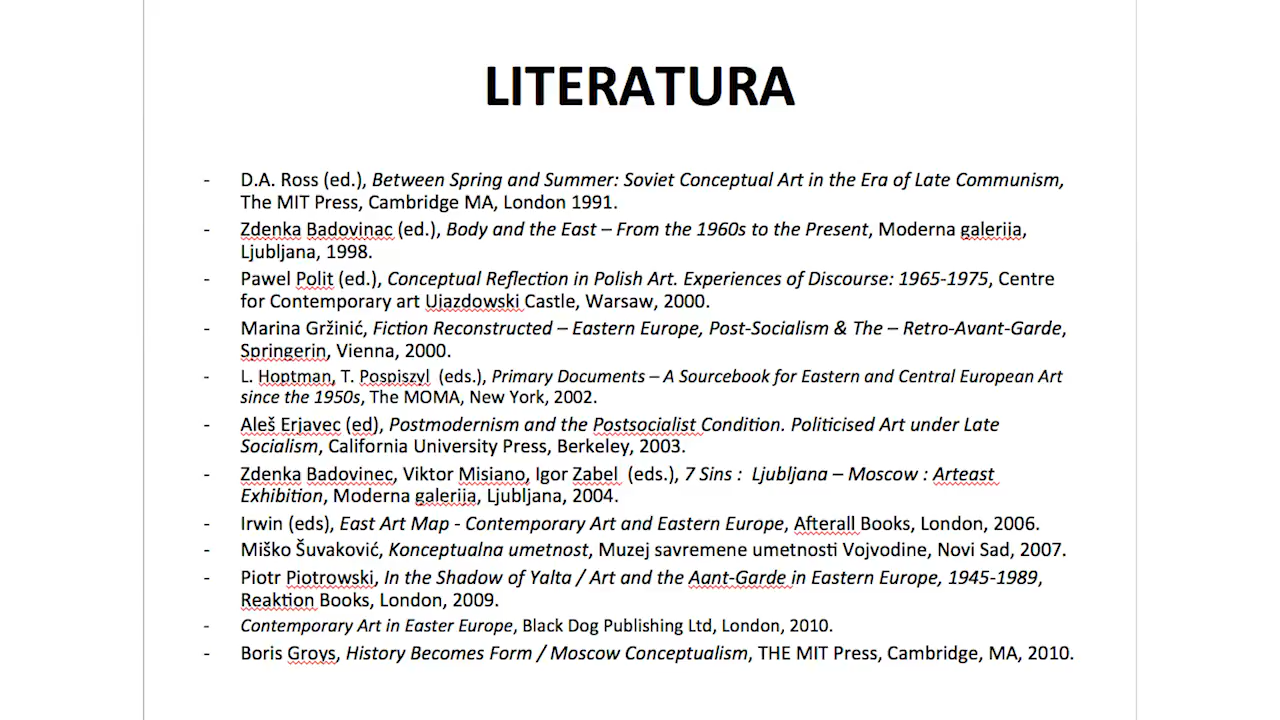 LITERATURA
- D.A. Ross (ed.), Between Spring and Summer: Soviet Conceptual Art in the Era of Late Communism,
The MIT Press, Cambridge MA, London 1991.
- Zdenka Badovinac (ed.), Body and the East – From the 1960s to the Present, Moderna galerija,
Ljubljana, 1998.
- Pawel Polit (ed.), Conceptual Reflection in Polish Art. Experiences of Discourse: 1965-1975, Centre
for Contemporary art Ujazdowski Castle, Warsaw, 2000.
- Marina Gržinić, Fiction Reconstructed – Eastern Europe, Post-Socialism & The – Retro-Avant-Garde,
Springerin, Vienna, 2000.
- L. Hoptman, T. Pospiszyl (eds.), Primary Documents – A Sourcebook for Eastern and Central European Art
since the 1950s, The MOMA, New York, 2002.
- Aleš Erjavec (ed), Postmodernism and the Postsocialist Condition. Politicised Art under Late
Socialism, California University Press, Berkeley, 2003.
- Zdenka Badovinec, Viktor Misiano, Igor Zabel (eds.), 7 Sins : Ljubljana – Moscow : Arteast
Exhibition, Moderna galerija, Ljubljana, 2004.
- Irwin (eds), East Art Map - Contemporary Art and Eastern Europe, Afterall Books, London, 2006.
- Miško Šuvaković, Konceptualna umetnost, Muzej savremene umetnosti Vojvodine, Novi Sad, 2007.
- Piotr Piotrowski, In the Shadow of Yalta / Art and the Aant-Garde in Eastern Europe, 1945-1989,
Reaktion Books, London, 2009.
- Contemporary Art in Easter Europe, Black Dog Publishing Ltd, London, 2010.
- Boris Groys, History Becomes Form / Moscow Conceptualism, THE MIT Press, Cambridge, MA, 2010.